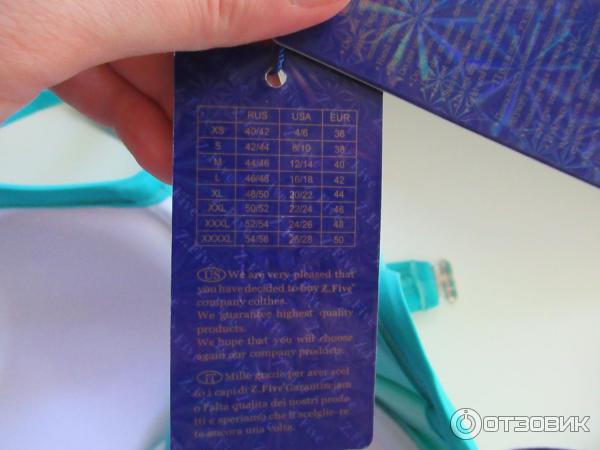 RUS USA EUR
XS 40/42 4/6 36
S 42/44 8/10 38
M 44/46 12/14 40
L 46/48 16/18 42
XL 48/50 20/22 44
XXL 50/52 22/24 46
XXXL 52/54 24/26 48
XXXXL 54/56 26/28 50
US We are very pleased that
you have decided to buy Z.Five
company colthes.
We guarantee highest quality
products.
We hope that you will choose
again our company products.
IT Mille grazie per aver acel
to i capi di Z.Five Garantisciam
o l'alta qualita dei nostri prodo
tti e speriamo che li sceglie-re
te ancora una volta.
ОТЗОВИК